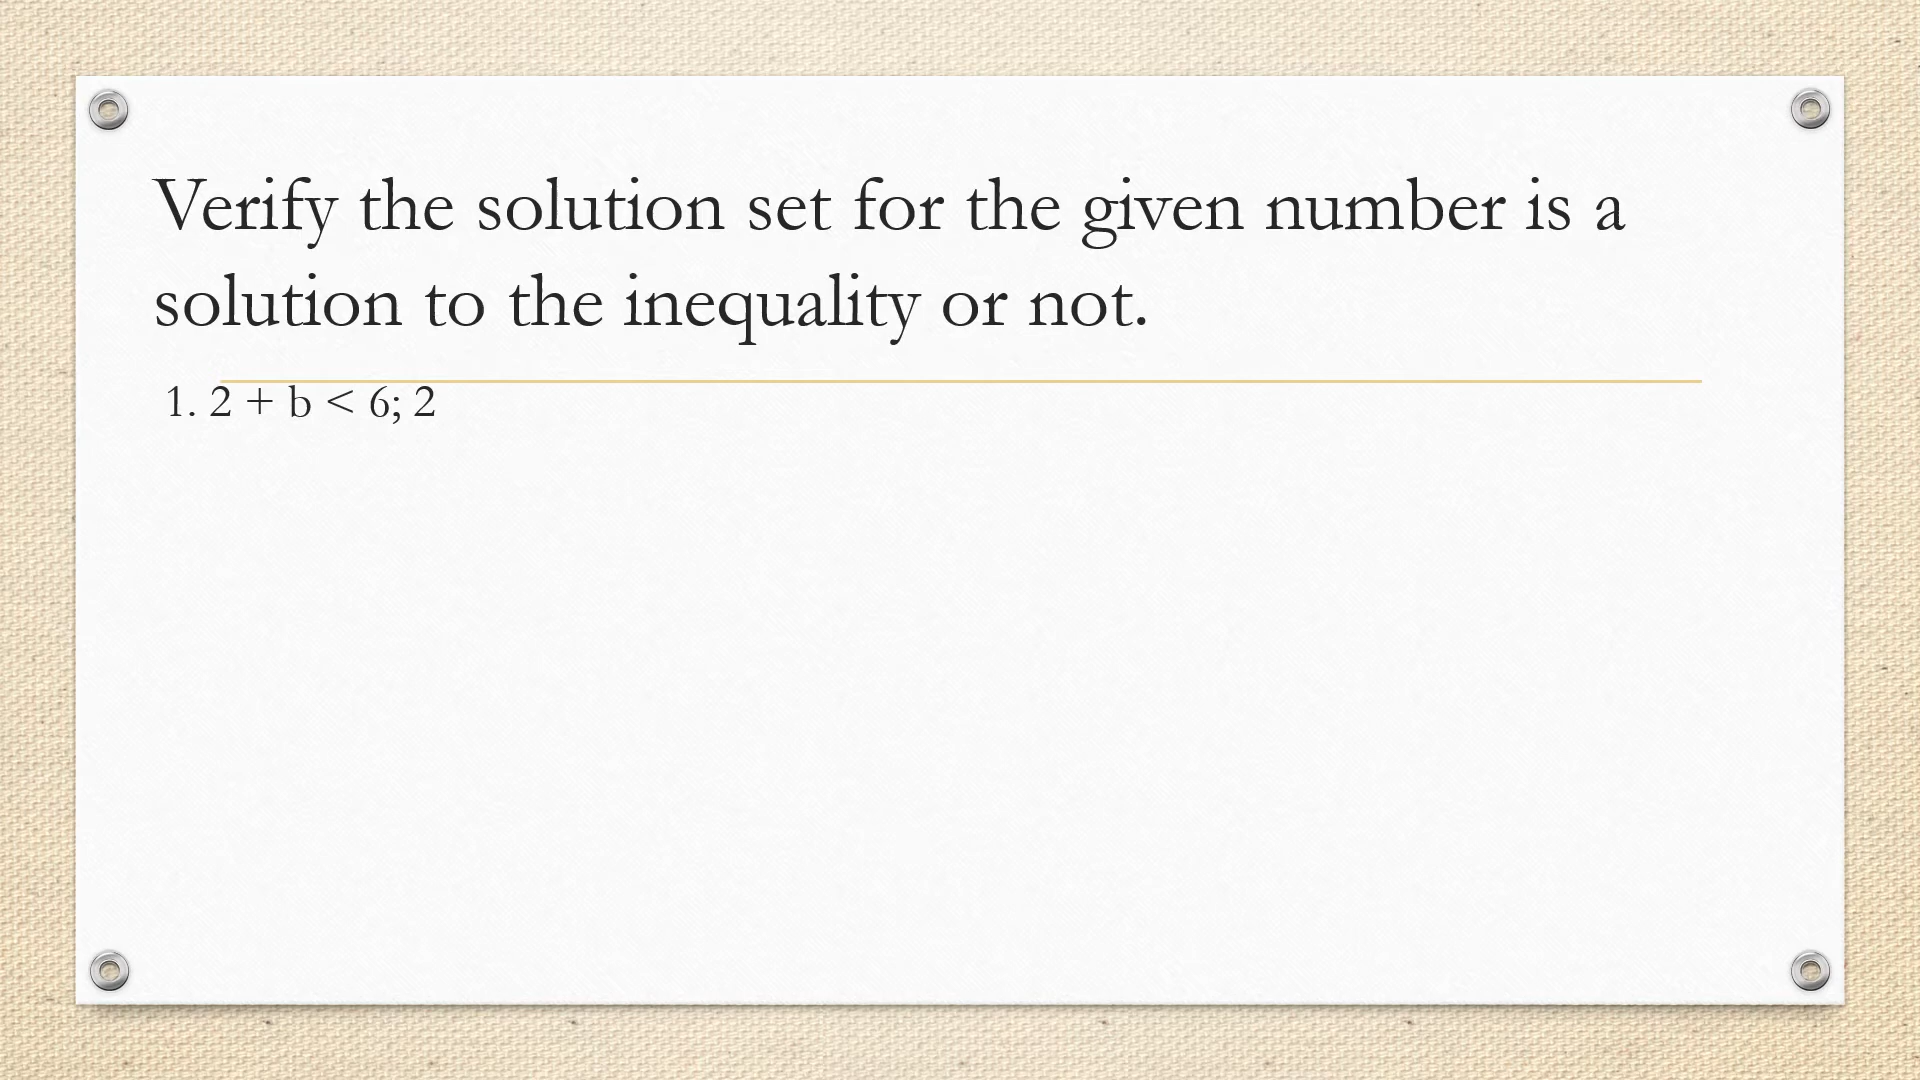 Verify the solution set for the given number is a
solution to the inequality or not.
1. 2 + b < 6; 2